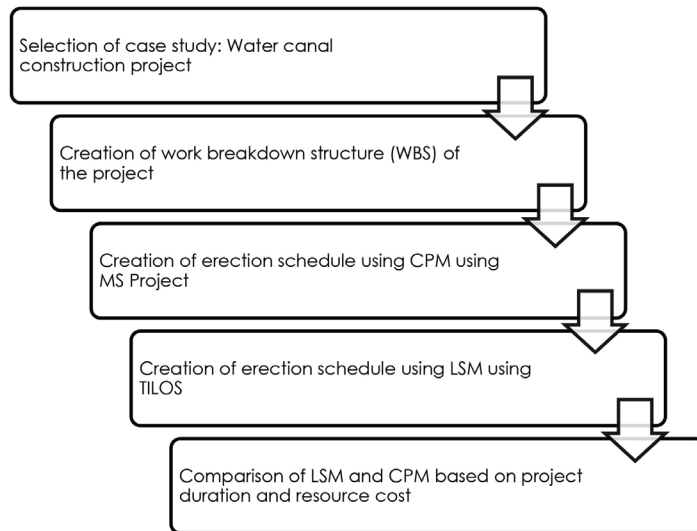 Selection of case study: Water canal
construction project
Creation of work breakdown structure (WBS) of
the project
Creation of erection schedule using CPM using
MS Project
Creation of erection schedule using LSM using
TILOS
Comparison of LSM and CPM based on project
duration and resource cost